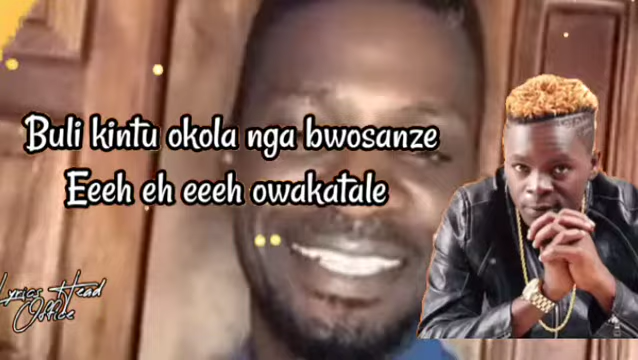 Buli kintu okola nga bwosanze
Eeeh eh eeeh owakatale
Lyrics Head
Office